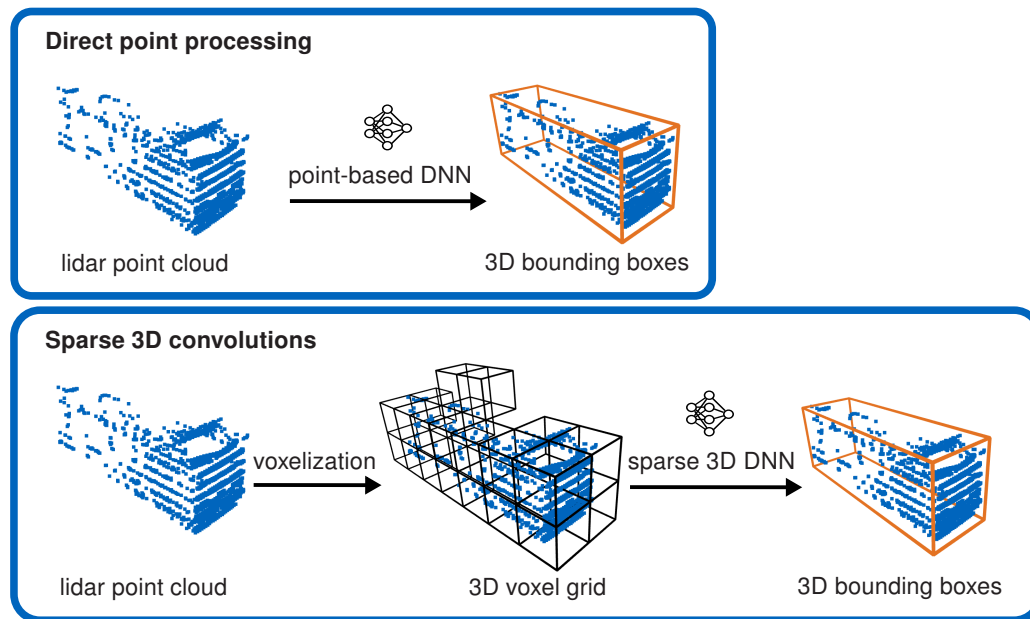 Direct point processing
point-based DNN
lidar point cloud
3D bounding boxes
Sparse 3D convolutions
voxelization
sparse 3D DNN
lidar point cloud
3D voxel grid
3D bounding boxes